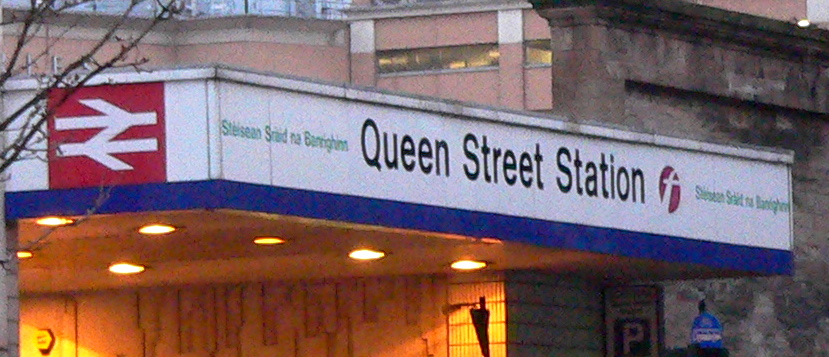 Stèisean Sràid na Banrighinn
Queen Street Station
Stèisean Sràid na Banrighinn
P